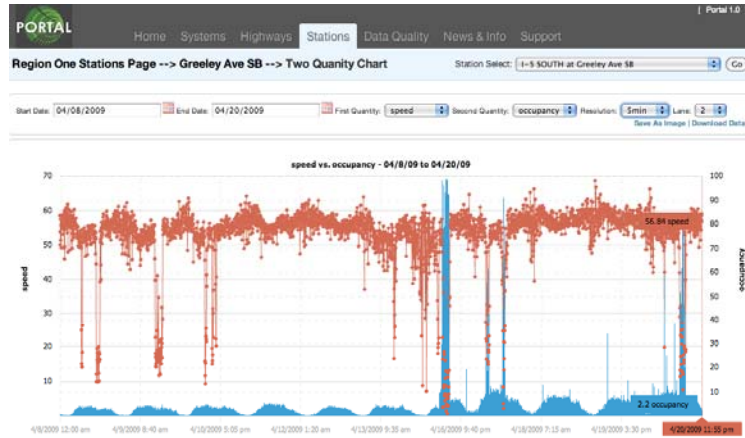 | Portal 1.0
PORTAL
Home Systems Highways Stations Data Quality News & Info Support
Region One Stations Page --> Greeley Ave SB --> Two Quanity Chart Station Select: I-5 SOUTH at Greeley Ave SB Go
Start Date: 04/08/2009 End Date: 04/20/2009 First Quantity: speed Second Quantity: occupancy Resolution: 5min Lane: 2
Save As Image | Download Data
speed vs. occupancy - 04/8/09 to 04/20/09
70 100
90
60 80
56.84 speed
50 70
60
40
speed occupancy
50
30 40
20 30
20
10 10
2.2 occupancy
4/8/2009 12:00 am 4/9/2009 8:40 am 4/10/2009 5:05 pm 4/12/2009 1:20 am 4/13/2009 9:35 am 4/16/2009 9:40 pm 4/18/2009 7:15 am 4/19/2009 3:30 pm 4/20/2009 11:55 pm